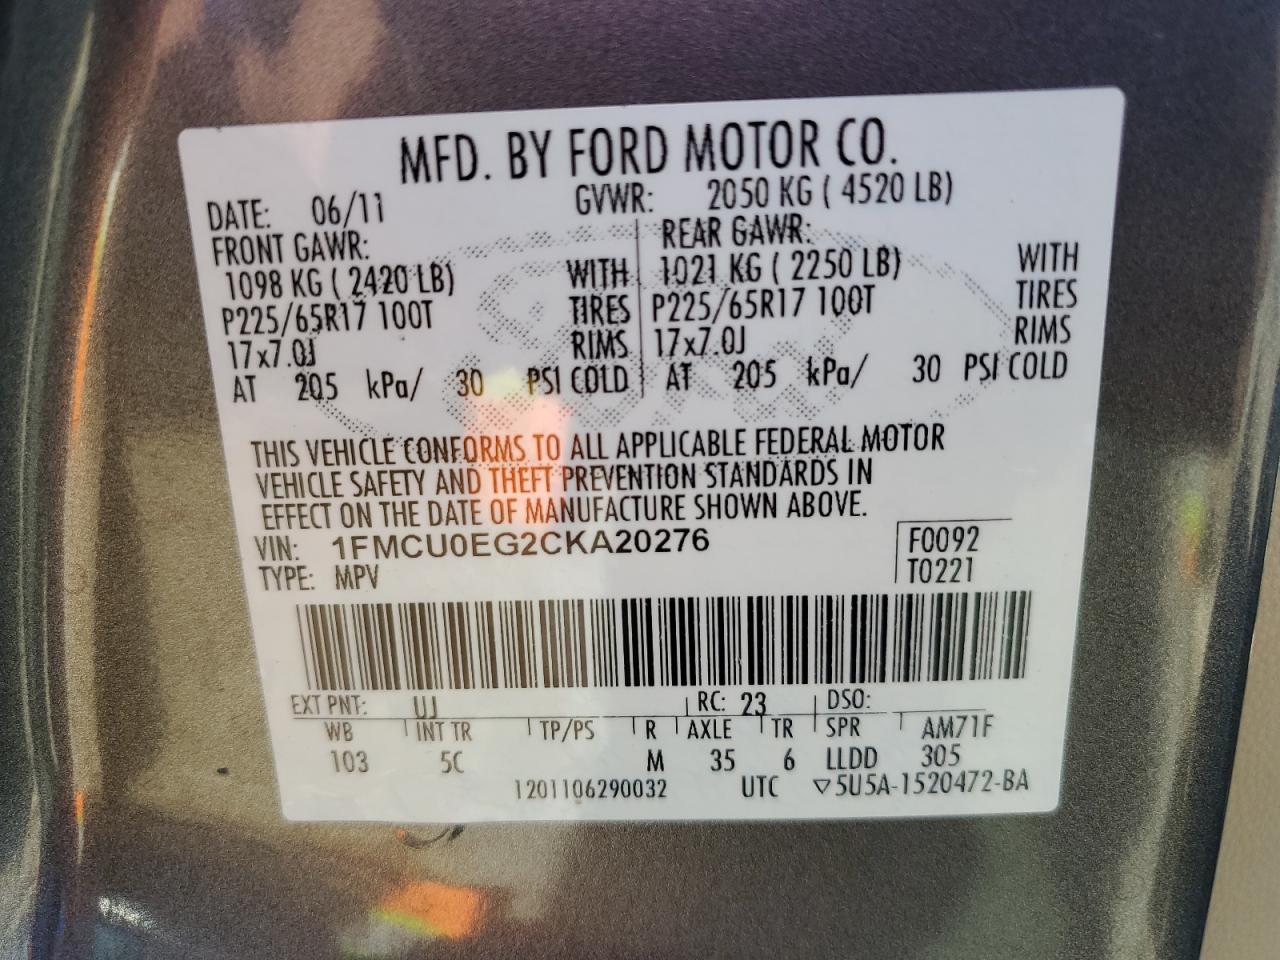 MFD. BY FORD MOTOR CO.
DATE: 06/11 GVWR: 2050 KG ( 4520 LB)
FRONT GAWR: REAR GAWR:
1098 KG ( 2420 LB) WITH 1021 KG ( 2250 LB) WITH
P225/65R17 100T TIRES P225/65R17 100T TIRES
17x7.0J RIMS 17x7.0J RIMS
AT 205 kPa/ 30 PSI COLD AT 205 kPa/ 30 PSI COLD
THIS VEHICLE CONFORMS TO ALL APPLICABLE FEDERAL MOTOR
VEHICLE SAFETY AND THEFT PREVENTION STANDARDS IN
EFFECT ON THE DATE OF MANUFACTURE SHOWN ABOVE.
VIN: 1FMCU0EG2CKA20276 F0092
TYPE: MPV T0221
EXT PNT: UJ RC: 23 DSO:
WB INT TR TP/PS R AXLE TR SPR AM71F
103 5C M 35 6 LLDD 305
1201106290032 UTC ▽5U5A-1520472-BA